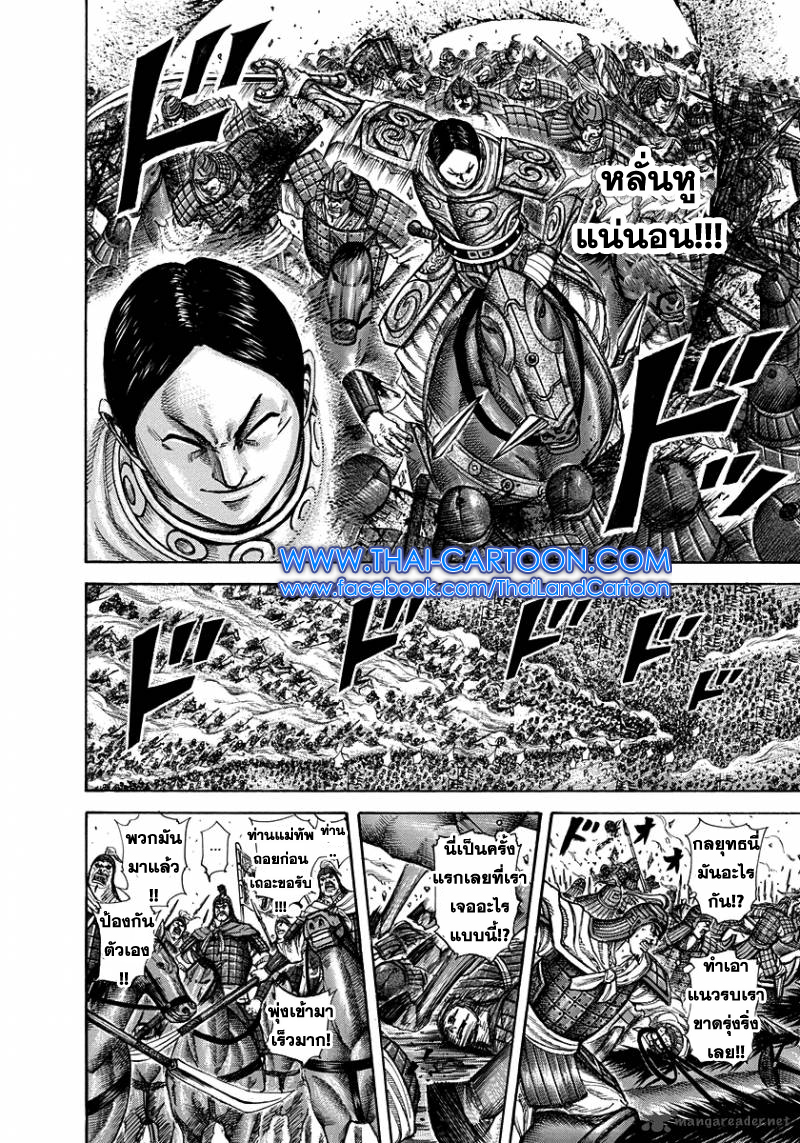 ド
หลั่นหู
แน่นอน!!!
ドドッ
WWW.THAI-CARTOON.COM
www.facebook.com/ThaiLandCartoon
ド
ド
ド
ド
ド
กลยุทธนี้
มันอะไร
กัน!?
ทำเอา
แนวรบเรา
ขาดรุ่งริ่ง
เลย!!
ド
オ
オ
นี่เป็นครั้ง
แรกเลยที่เรา
เจออะไร
แบบนี้!?
ท่าน
ท่านแม่ทัพ
ถอยก่อน
เถอะขอรับ
!!!
...
พุ่งเข้ามา
เร็วมาก!
พวกมัน
มาแล้ว
!!
ป้องกัน
ตัวเอง
!!
mangareader.net